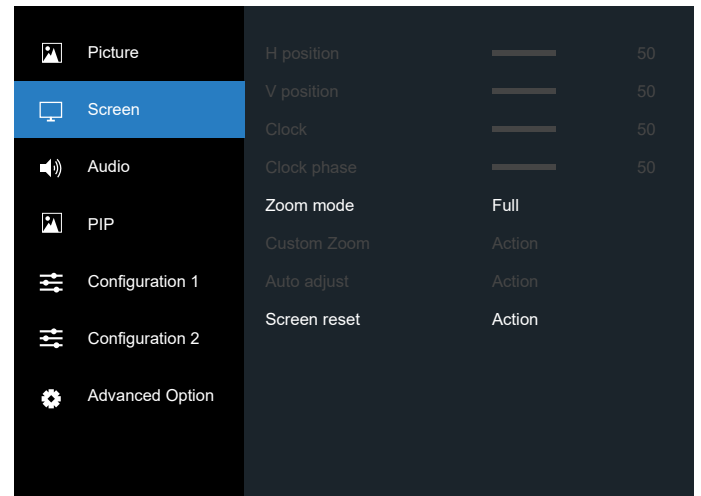 Picture
Screen
Audio
PIP
Configuration 1
Configuration 2
Advanced Option
H position 50
V position 50
Clock 50
Clock phase 50
Zoom mode Full
Custom Zoom Action
Auto adjust Action
Screen reset Action